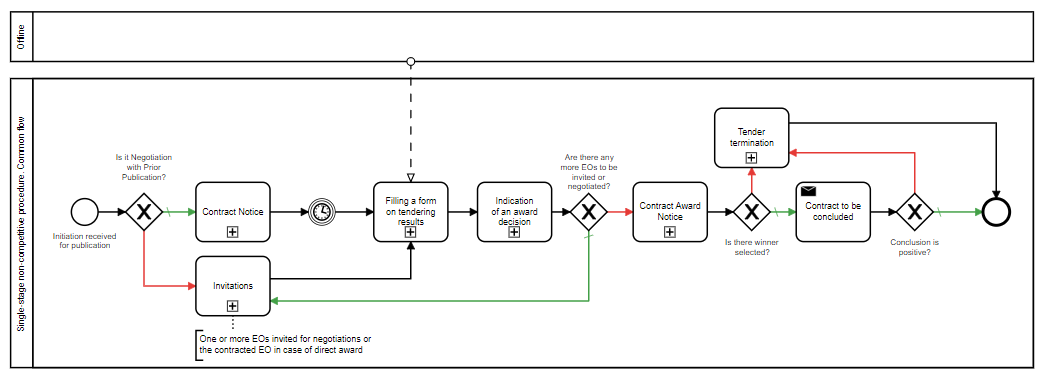 Offline
Single-stage non-competitive procedure. Common flow
Initiation received
for publication
Is it Negotiation
with Prior
Publication?
Contract Notice
Invitations
One or more EOs invited for negotiations or
the contracted EO in case of direct award
Filling a form
on tendering
results
Indication
of an award
decision
Are there any
more EOs to be
invited or
negotiated?
Contract Award
Notice
Tender
termination
Is there winner
selected?
Contract to be
concluded
Conclusion is
positive?